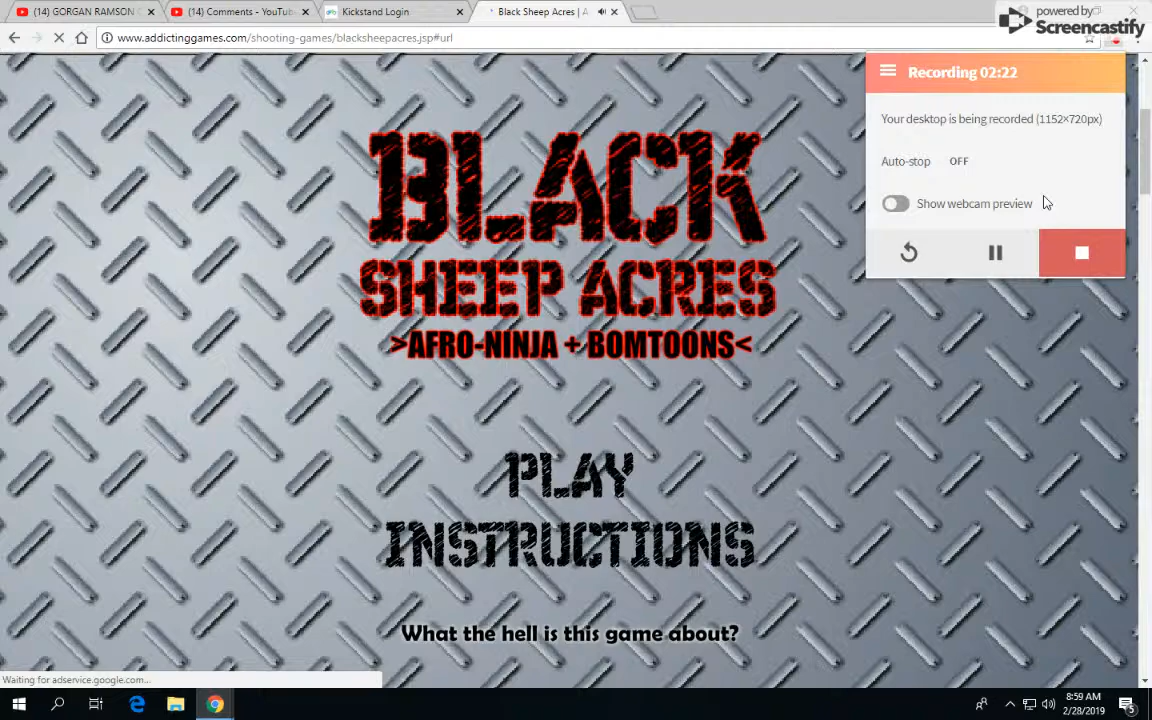 (14) GORGAN RAMSON
(14) Comments - YouTub
Kickstand Login
Black Sheep Acres | A
powered by
Screencastify
www.addictinggames.com/shooting-games/blacksheepacres.jsp#url
Recording 02:22
Your desktop is being recorded (1152×720px)
Auto-stop OFF
Show webcam preview
BLACK
SHEEP ACRES
>AFRO-NINJA + BOMTOONS<
PLAY
INSTRUCTIONS
What the hell is this game about?
Waiting for adservice.google.com...
8:59 AM
2/28/2019
5